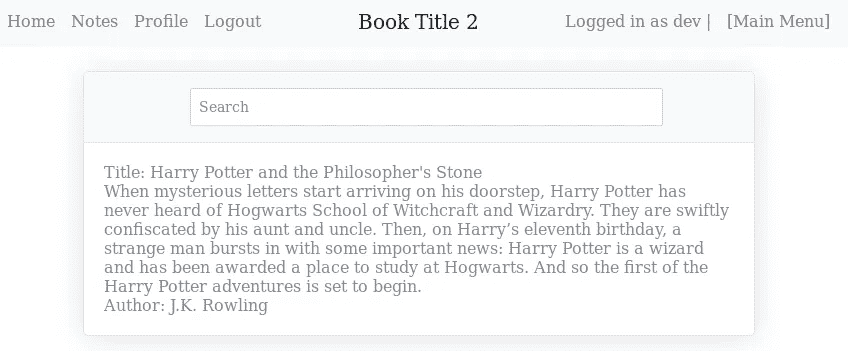 Home Notes Profile Logout Book Title 2 Logged in as dev | [Main Menu]
Search
Title: Harry Potter and the Philosopher's Stone
When mysterious letters start arriving on his doorstep, Harry Potter has
never heard of Hogwarts School of Witchcraft and Wizardry. They are swiftly
confiscated by his aunt and uncle. Then, on Harry’s eleventh birthday, a
strange man bursts in with some important news: Harry Potter is a wizard
and has been awarded a place to study at Hogwarts. And so the first of the
Harry Potter adventures is set to begin.
Author: J.K. Rowling